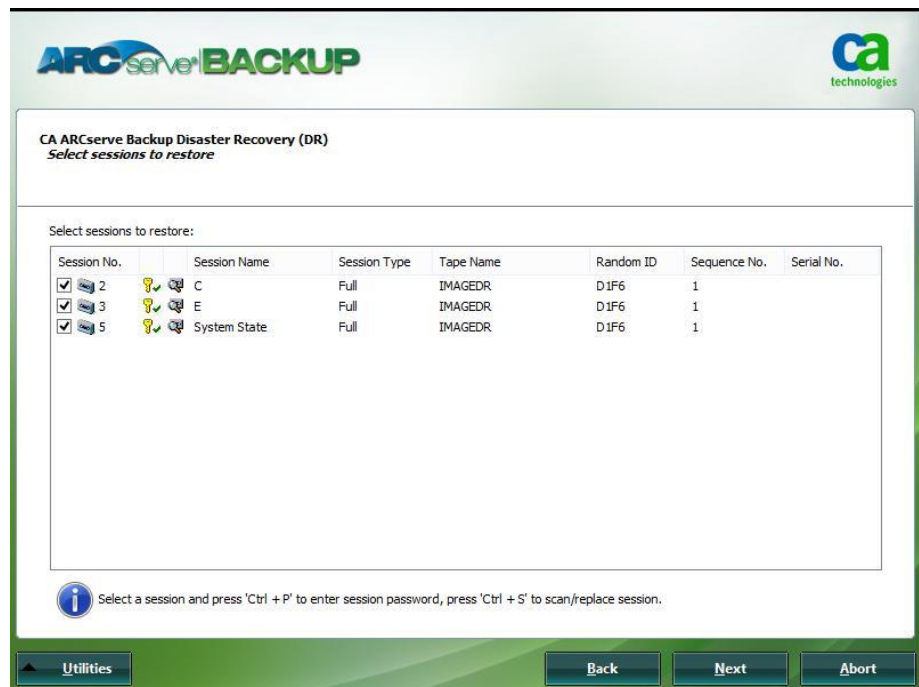 ARCserve BACKUP
ca
technologies
CA ARCserve Backup Disaster Recovery (DR)
Select sessions to restore
Select sessions to restore:
Session No. Session Name Session Type Tape Name Random ID Sequence No. Serial No.
2 C Full IMAGEDR D1F6 1
3 E Full IMAGEDR D1F6 1
5 System State Full IMAGEDR D1F6 1
Select a session and press 'Ctrl + P' to enter session password, press 'Ctrl + S' to scan/replace session.
Utilities Back Next Abort